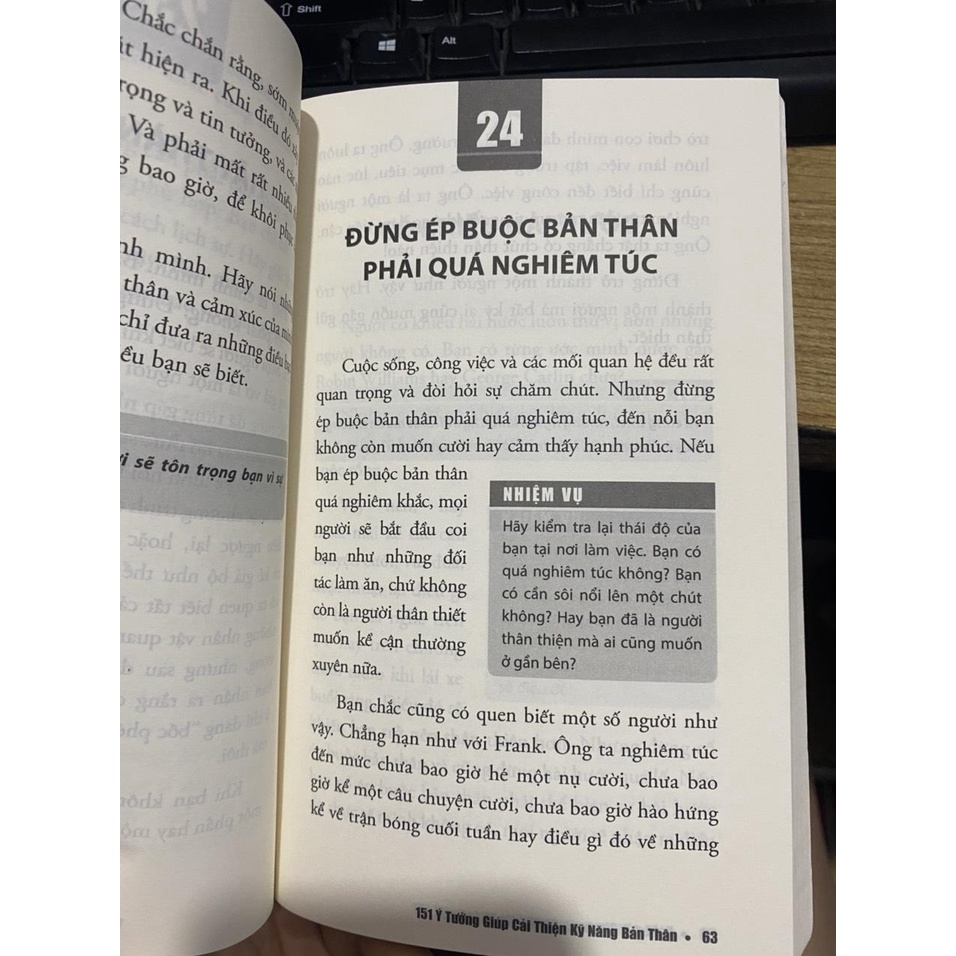 Shift
Alt
Chắc chắn rằng, sớm
hiện ra. Khi điều đó
trọng và tin tưởng, và các
Và phải mất rất nhiều
bao giờ, để khôi phục
mình. Hãy nói
thân và cảm xúc của
chỉ đưa ra những điều
bạn sẽ biết.
sẽ tôn trọng bạn vì sự
24
ĐỪNG ÉP BUỘC BẢN THÂN
PHẢI QUÁ NGHIÊM TÚC
Cuộc sống, công việc và các mối quan hệ đều rất
quan trọng và đòi hỏi sự chăm chút. Nhưng đừng
ép buộc bản thân phải quá nghiêm túc, đến nỗi bạn
không còn muốn cười hay cảm thấy hạnh phúc. Nếu
bạn ép buộc bản thân
quá nghiêm khắc, mọi
người sẽ bắt đầu coi
bạn như những đối
tác làm ăn, chứ không
còn là người thân thiết
muốn kề cận thường
xuyên nữa.
NHIỆM VỤ
Hãy kiểm tra lại thái độ của
bạn tại nơi làm việc. Bạn có
quá nghiêm túc không? Bạn
có cần sôi nổi lên một chút
không? Hay bạn đã là người
thân thiện mà ai cũng muốn
ở gần bên?
Bạn chắc cũng có quen biết một số người như
vậy. Chẳng hạn như với Frank. Ông ta nghiêm túc
đến mức chưa bao giờ hé một nụ cười, chưa bao
giờ kể một câu chuyện cười, chưa bao giờ hào hứng
kể về trận bóng cuối tuần hay điều gì đó về những
151 Ý Tưởng Giúp Cải Thiện Kỹ Năng Bản Thân • 63